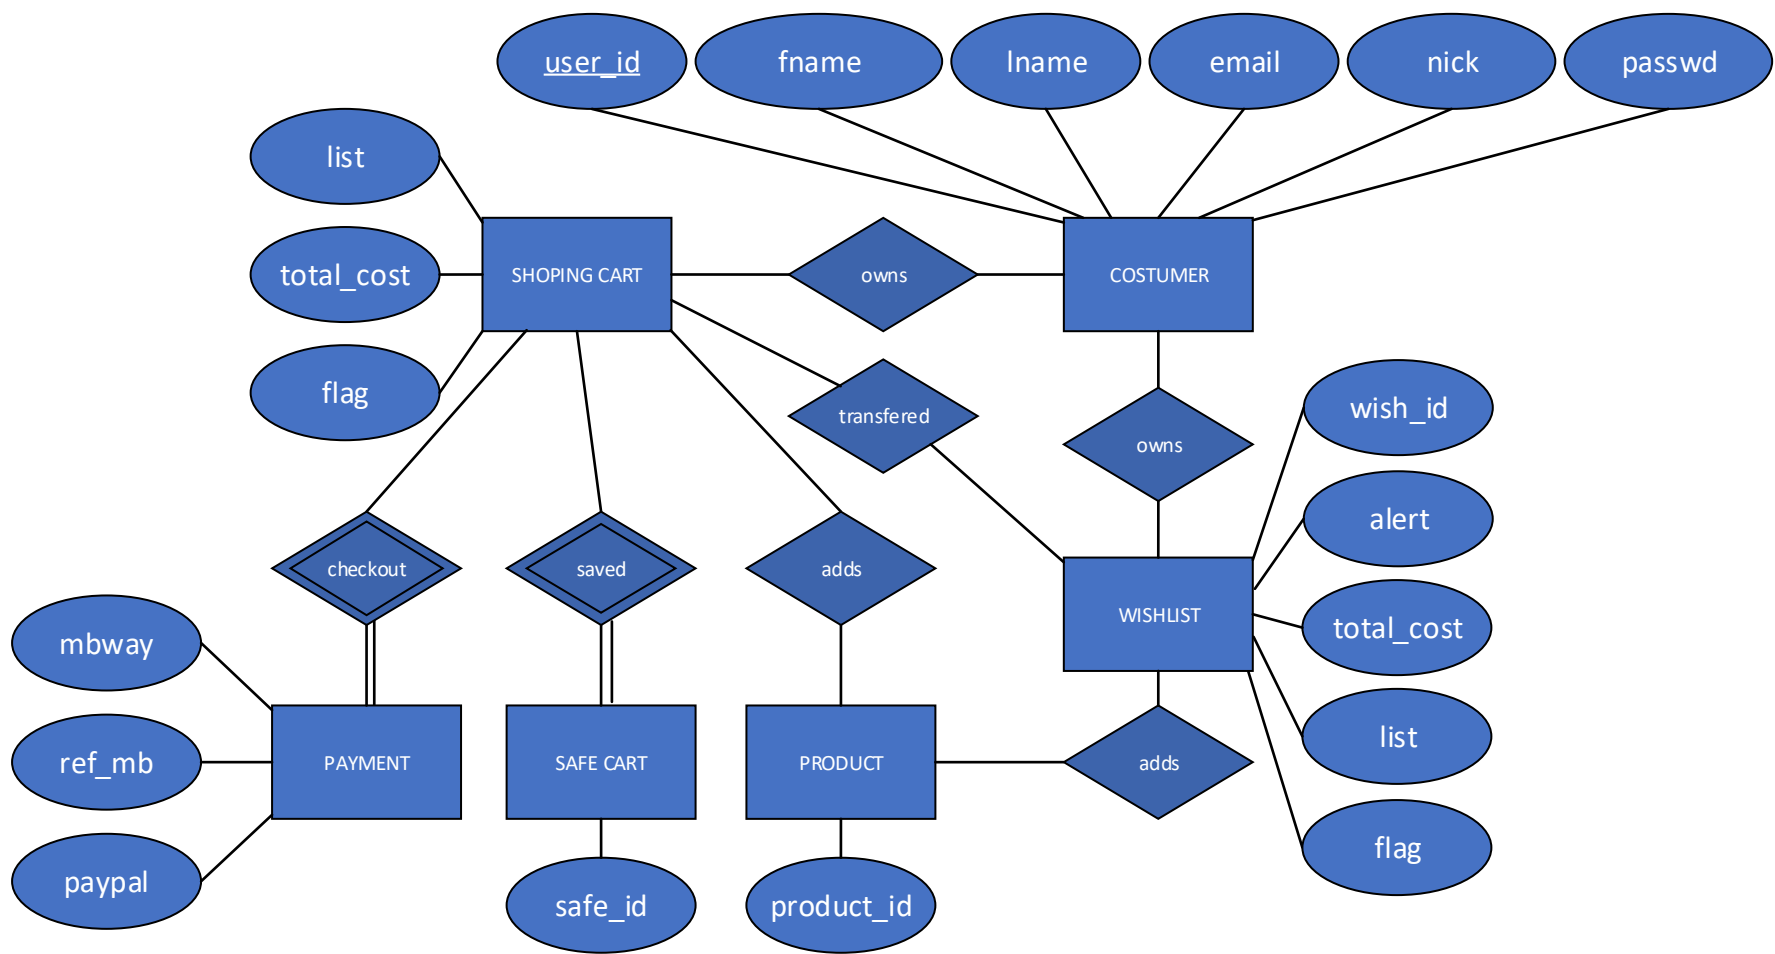 user_id
fname
lname
email
nick
passwd
list
total_cost
flag
SHOPING CART
owns
COSTUMER
transfered
owns
wish_id
alert
total_cost
list
flag
checkout
saved
adds
WISHLIST
mbway
ref_mb
paypal
PAYMENT
SAFE CART
PRODUCT
adds
safe_id
product_id